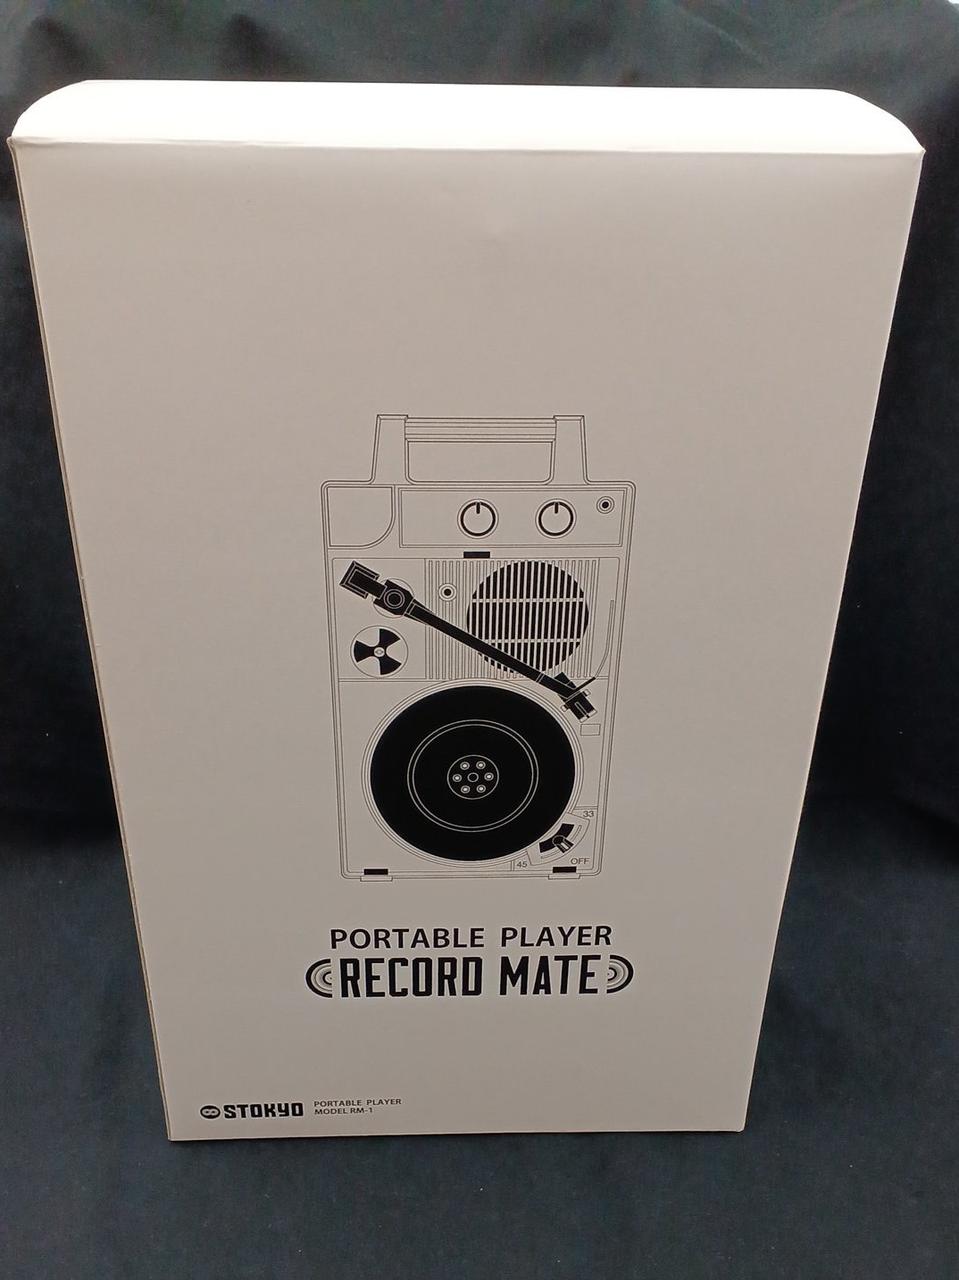 33
45
OFF
PORTABLE PLAYER
RECORD MATE
STOKYO
PORTABLE PLAYER
MODEL RM-1